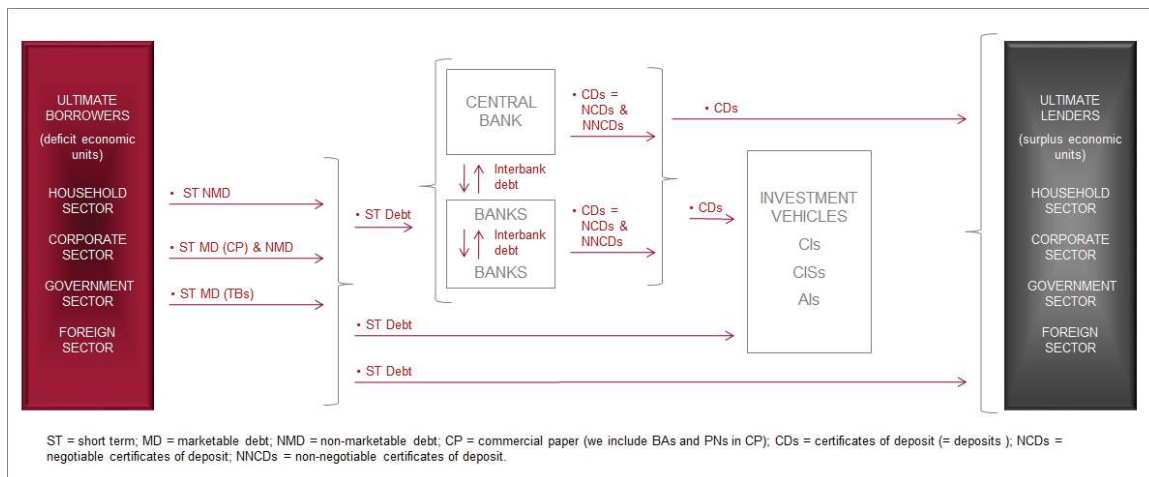 ULTIMATE
BORROWERS
(deficit economic
units)
HOUSEHOLD
SECTOR
CORPORATE
SECTOR
GOVERNMENT
SECTOR
FOREIGN
SECTOR
• ST NMD
• ST MD (CP) & NMD
• ST MD (TBs)
• ST Debt
CENTRAL
BANK
Interbank
debt
BANKS
Interbank
debt
BANKS
• CDs =
NCDs &
NNCDs
• CDs =
NCDs &
NNCDs
• CDs
• CDs
INVESTMENT
VEHICLES
CIs
CISs
AIs
• ST Debt
• ST Debt
ULTIMATE
LENDERS
(surplus economic
units)
HOUSEHOLD
SECTOR
CORPORATE
SECTOR
GOVERNMENT
SECTOR
FOREIGN
SECTOR
ST = short term; MD = marketable debt; NMD = non-marketable debt; CP = commercial paper (we include BAs and PNs in CP); CDs = certificates of deposit (= deposits ); NCDs =
negotiable certificates of deposit; NNCDs = non-negotiable certificates of deposit.